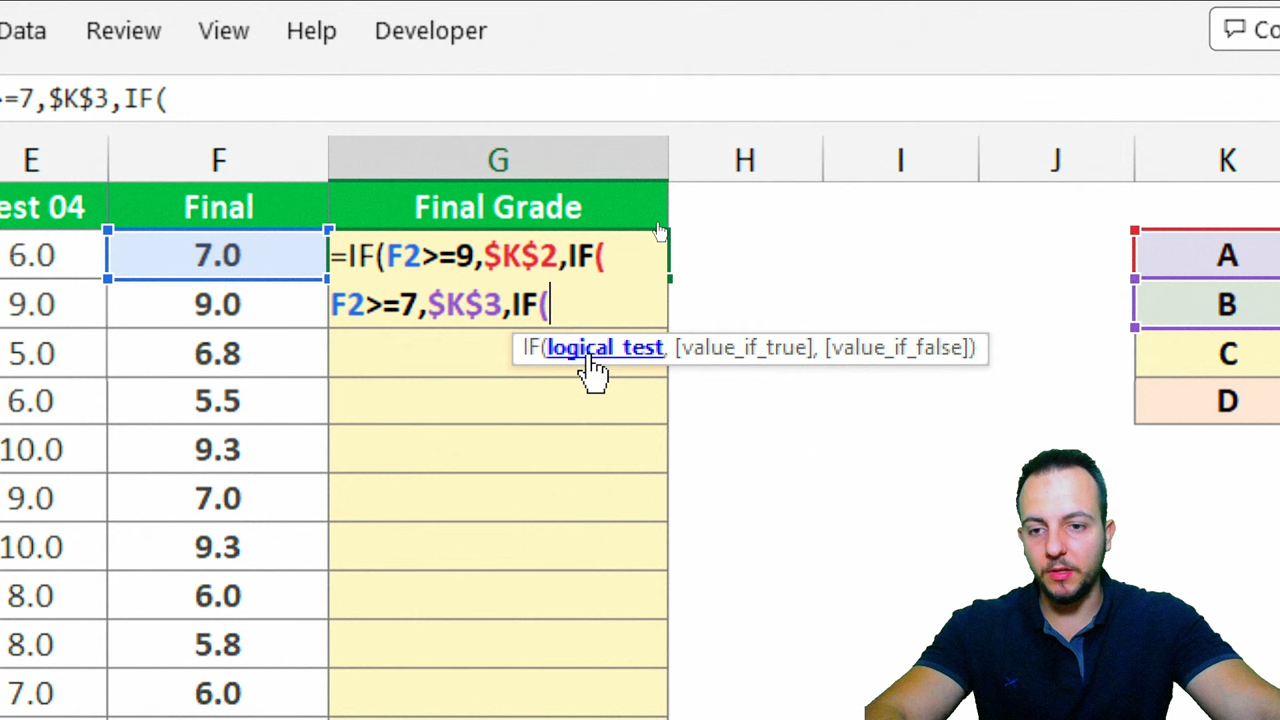 Data Review View Help Developer
Co
=7,$K$3,IF(
E F G H I J K
est 04 Final Final Grade
6.0 7.0 =IF(F2>=9,$K$2,IF( A
9.0 9.0 F2>=7,$K$3,IF( B
IF(logical_test, [value_if_true], [value_if_false])
5.0 6.8 C
6.0 5.5 D
10.0 9.3
9.0 7.0
10.0 9.3
8.0 6.0
8.0 5.8
7.0 6.0